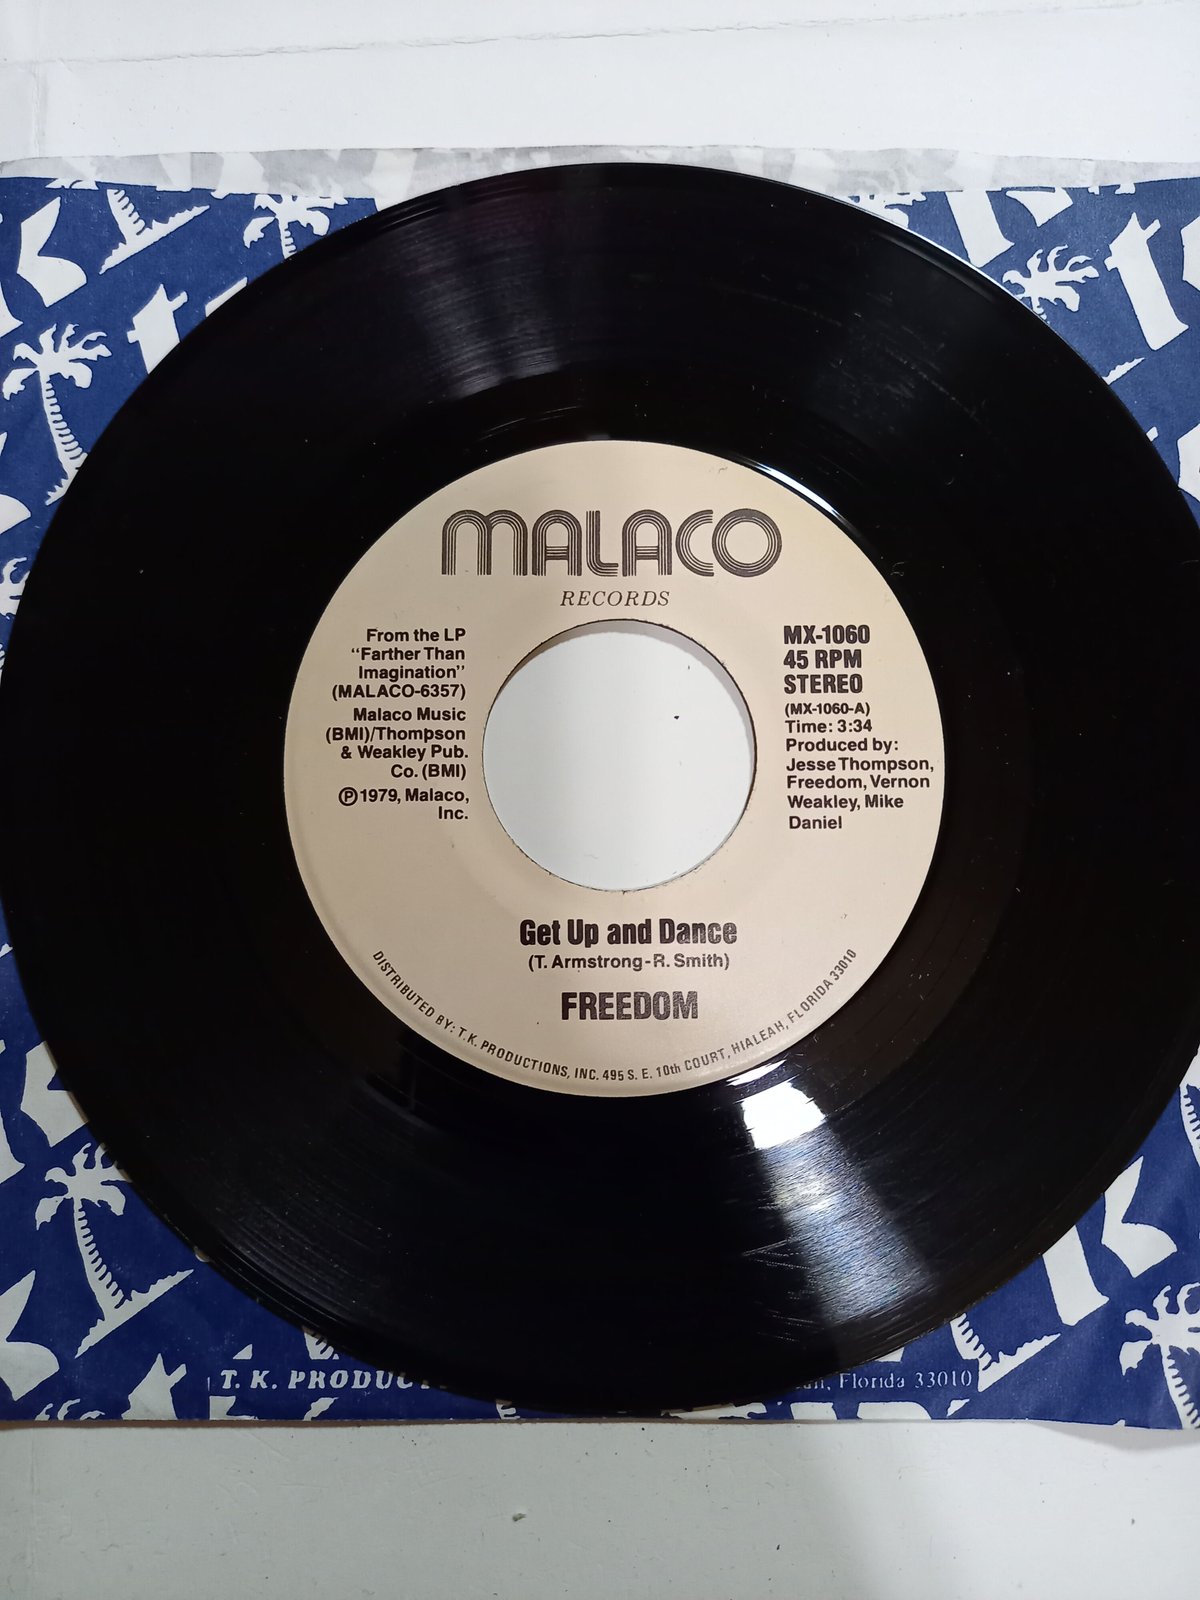 MALACO
RECORDS
From the LP
"Farther Than
Imagination"
(MALACO-6357)
Malaco Music
(BMI)/Thompson
& Weakley Pub.
Co. (BMI)
Ⓟ 1979, Malaco,
Inc.
MX-1060
45 RPM
STEREO
(MX-1060-A)
Time: 3:34
Produced by:
Jesse Thompson,
Freedom, Vernon
Weakley, Mike
Daniel
Get Up and Dance
(T. Armstrong-R. Smith)
FREEDOM
DISTRIBUTED BY: T.K. PRODUCTIONS, INC. 495 S. E. 10th COURT, HIALEAH, FLORIDA 33010
T. K. Florida 33010